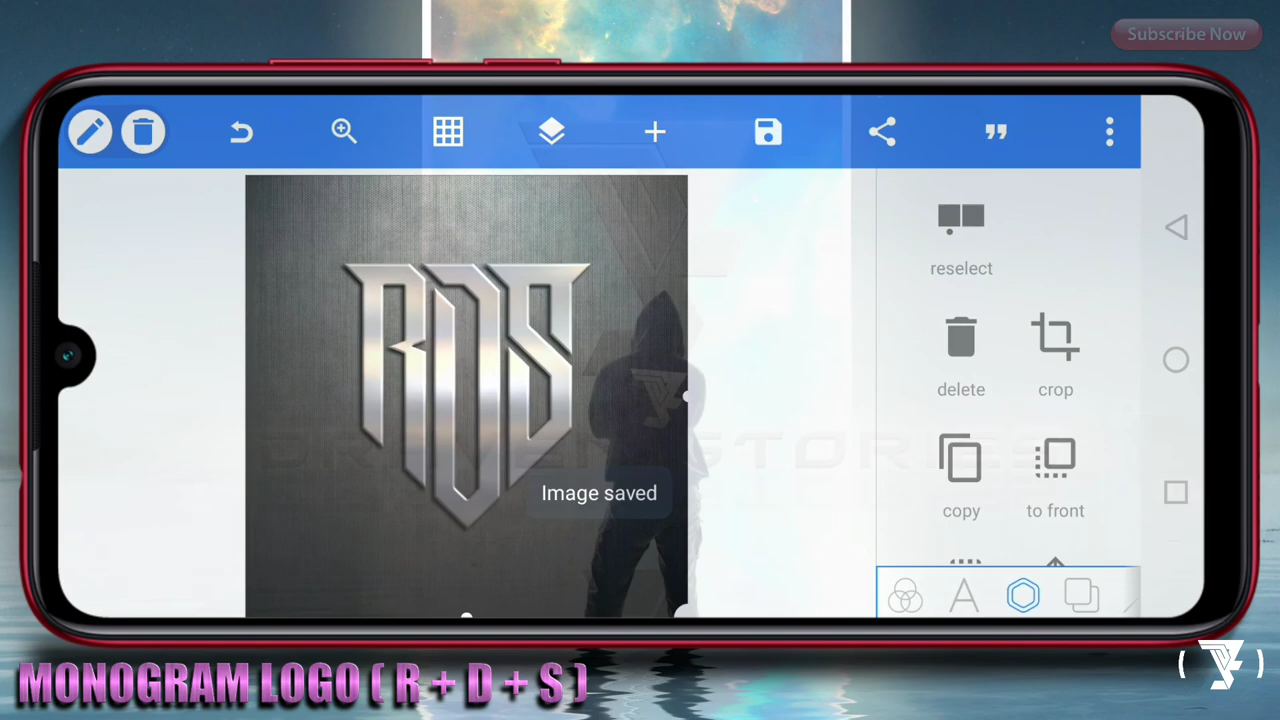 Subscribe Now
reselect
RDS
delete
crop
Image saved
copy
to front
MONOGRAM LOGO ( R + D + S )